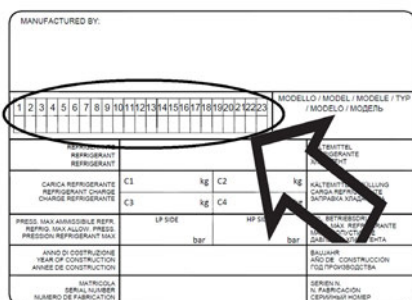 MANUFACTURED BY:
MODELLO / MODEL / MODELE / TYP
/ MODELO / МОДЕЛЬ
1 2 3 4 5 6 7 8 9 10 11 12 13 14 15 16 17 18 19 20 21 22 23
REFRIGERANT
REFRIGERANT
CARICA REFRIGERANTE
REFRIGERANT CHARGE
CHARGE REFRIGERANTE
C1 kg C2 kg
C3 kg C4 kg
KÄLTEMITTEL
ЗАПРАВКА
PRESS. MAX AMMISSIBILE REFR.
REFRIG. MAX ALLOW. PRESS.
PRESSION REFRIGERANT MAX
LP SIDE
bar
bar
BETRIEBSDR
ANNO DI COSTRUZIONE
YEAR OF CONSTRUCTION
ANNEE DE CONSTRUCTION
BAUJAHR
AÑO DE CONSTRUCCION
ГОД ПРОИЗВОДСТВА
MATRICOLA
SERIAL NUMBER
NUMERO DE FABRICATION
SERIEN N.
N. FABRICACIÓN
СЕРИЙНЫЙ НОМЕР